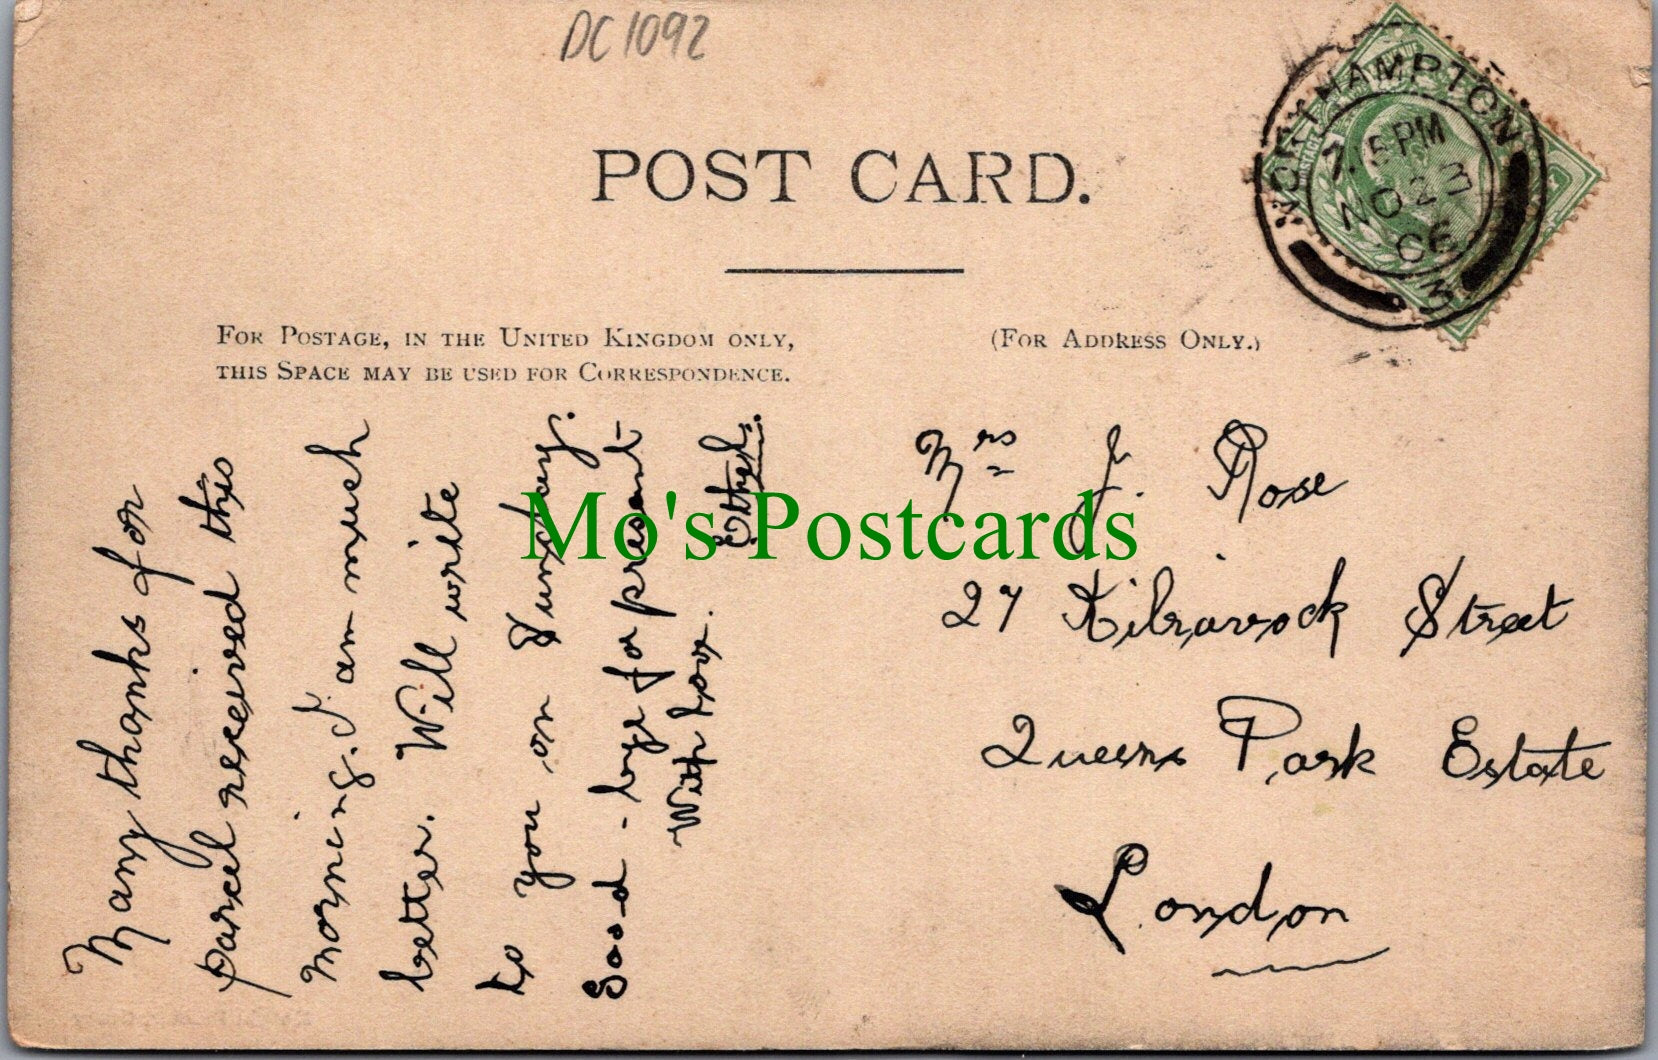 DC1092
POST CARD.
FOR POSTAGE, IN THE UNITED KINGDOM ONLY,
THIS SPACE MAY BE USED FOR CORRESPONDENCE.
(FOR ADDRESS ONLY.)
NORTHAMPTON
7.15 PM
NO 23
06
3
Many thanks for
parcel received this
morning. I am much
better. Will write
to you on Sunday.
Good-bye for present
With love. Ethel.
Mrs J. Rose
27 Kilravock Street
Queens Park Estate
London
Mo's Postcards